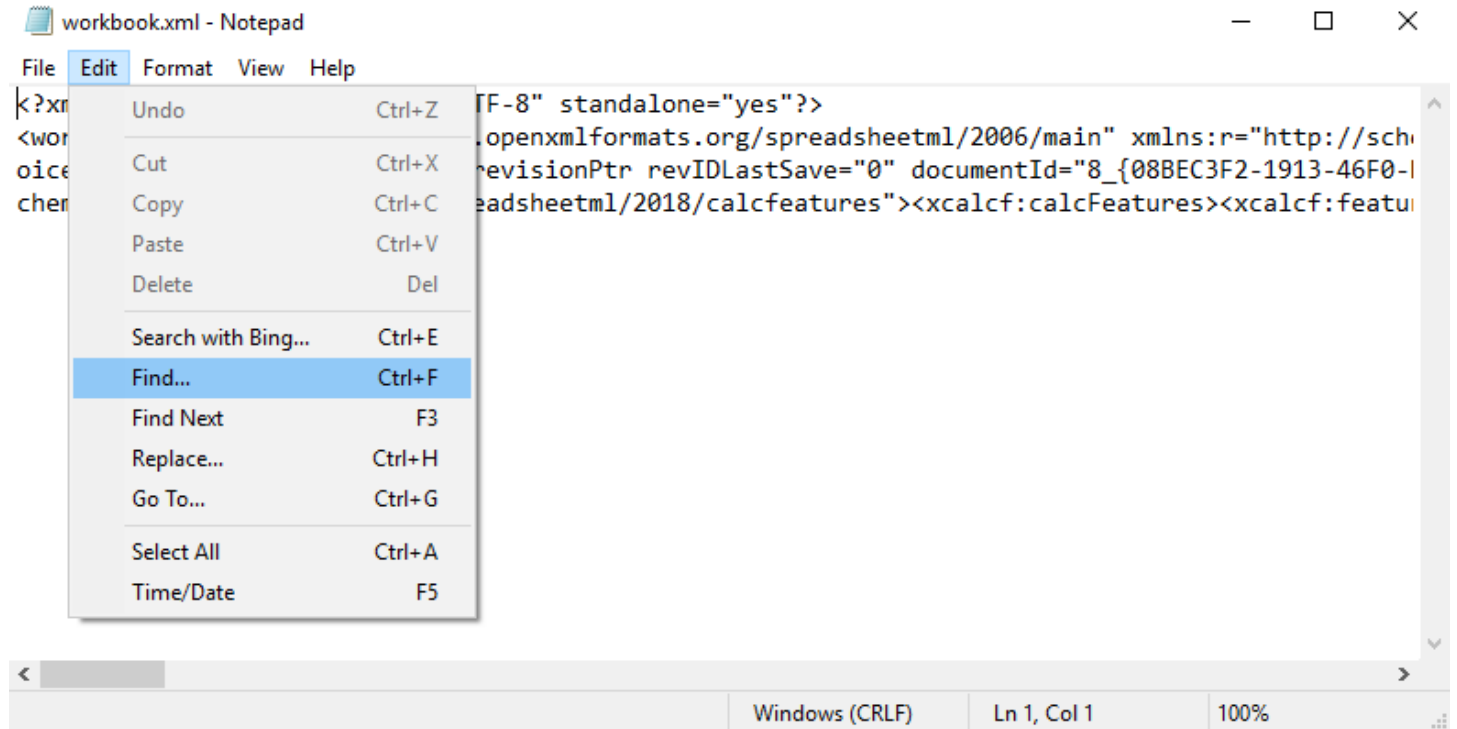 workbook.xml - Notepad
File Edit Format View Help
<?xm TF-8" standalone="yes"?>
<wor .openxmlformats.org/spreadsheetml/2006/main" xmlns:r="http://sche
oice revisionPtr revIDLastSave="0" documentId="8_{08BEC3F2-1913-46F0-
chem eadsheetml/2018/calcfeatures"><xcalcf:calcFeatures><xcalcf:featu
Undo Ctrl+Z
Cut Ctrl+X
Copy Ctrl+C
Paste Ctrl+V
Delete Del
Search with Bing... Ctrl+E
Find... Ctrl+F
Find Next F3
Replace... Ctrl+H
Go To... Ctrl+G
Select All Ctrl+A
Time/Date F5
Windows (CRLF) Ln 1, Col 1 100%